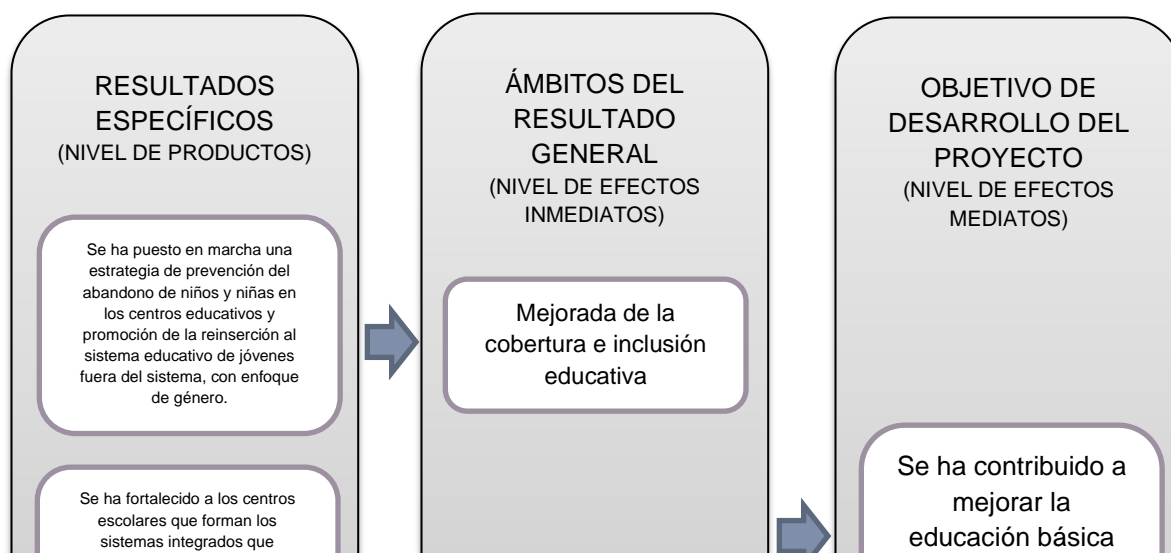 RESULTADOS
ESPECÍFICOS
(NIVEL DE PRODUCTOS)
Se ha puesto en marcha una
estrategia de prevención del
abandono de niños y niñas en
los centros educativos y
promoción de la reinserción al
sistema educativo de jóvenes
fuera del sistema, con enfoque
de género.
Se ha fortalecido a los centros
escolares que forman los
sistemas integrados que
ÁMBITOS DEL
RESULTADO
GENERAL
(NIVEL DE EFECTOS
INMEDIATOS)
Mejorada de la
cobertura e inclusión
educativa
OBJETIVO DE
DESARROLLO DEL
PROYECTO
(NIVEL DE EFECTOS
MEDIATOS)
Se ha contribuido a
mejorar la
educación básica